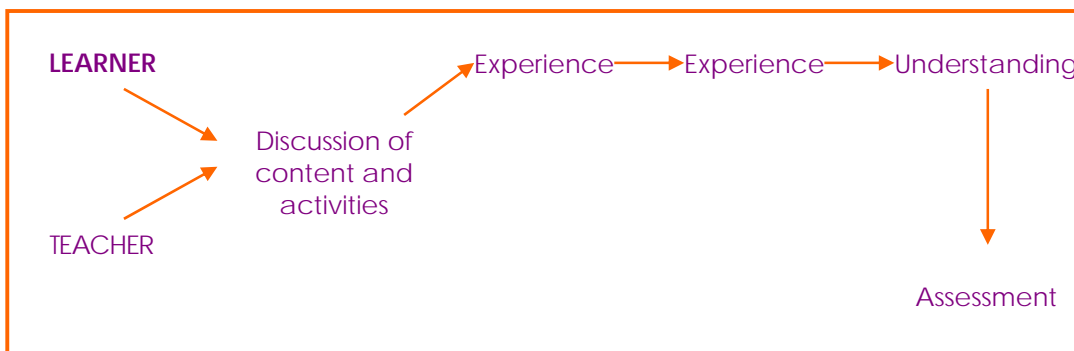 LEARNER
Experience
Experience
Understanding
Discussion of
content and
activities
TEACHER
Assessment